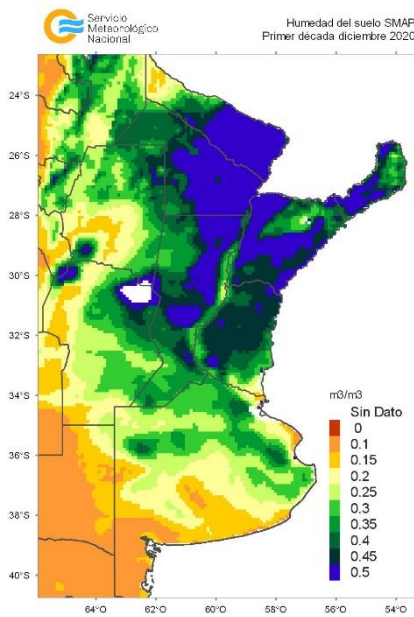 Servicio
Meteorológico
Nacional
Humedad del suelo SMAP
Primer década diciembre 2020
24°S
26°S
28°S
30°S
32°S
34°S
36°S
38°S
40°S
m3/m3
Sin Dato
0
0.1
0.15
0.2
0.25
0.3
0.35
0.4
0.45
0.5
64°O
62°O
60°O
58°O
56°O
54°O